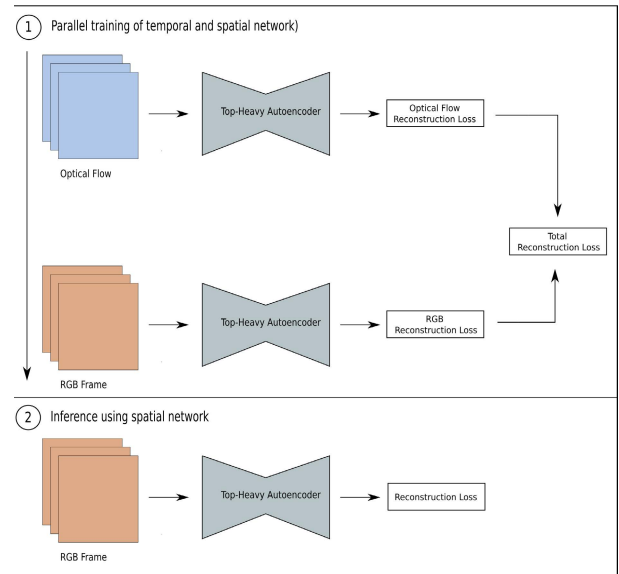 1 Parallel training of temporal and spatial network)
Optical Flow
Top-Heavy Autoencoder
Optical Flow
Reconstruction Loss
Total
Reconstruction Loss
RGB Frame
Top-Heavy Autoencoder
RGB
Reconstruction Loss
2 Inference using spatial network
RGB Frame
Top-Heavy Autoencoder
Reconstruction Loss